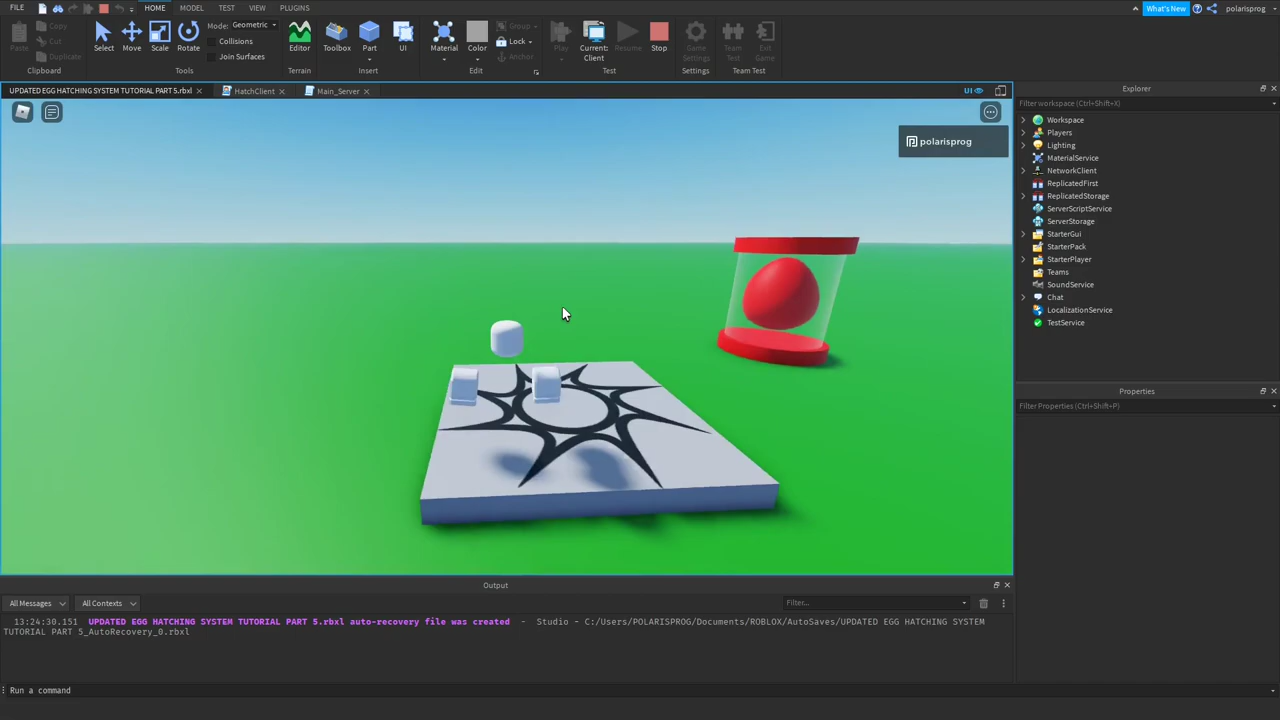 FILE
HOME
MODEL
TEST
VIEW
PLUGINS
What's New
polarisprog
Paste
Copy
Cut
Duplicate
Clipboard
Select
Move
Scale
Rotate
Mode: Geometric
Collisions
Join Surfaces
Tools
Editor
Terrain
Toolbox
Part
UI
Insert
Material
Color
Group
Lock
Anchor
Edit
Play
Current:
Client
Resume
Stop
Test
Game
Settings
Settings
Team
Test
Exit
Game
Team Test
UPDATED EGG HATCHING SYSTEM TUTORIAL PART 5.rbxl
HatchClient
Main_Server
UI
polarisprog
Explorer
Filter workspace (Ctrl+Shift+X)
Workspace
Players
Lighting
MaterialService
NetworkClient
ReplicatedFirst
ReplicatedStorage
ServerScriptService
ServerStorage
StarterGui
StarterPack
StarterPlayer
Teams
SoundService
Chat
LocalizationService
TestService
Properties
Filter Properties (Ctrl+Shift+P)
Output
All Messages
All Contexts
Filter...
13:24:30.151 UPDATED EGG HATCHING SYSTEM TUTORIAL PART 5.rbxl auto-recovery file was created - Studio - C:/Users/POLARISPROG/Documents/ROBLOX/AutoSaves/UPDATED EGG HATCHING SYSTEM
TUTORIAL PART 5_AutoRecovery_0.rbxl
Run a command